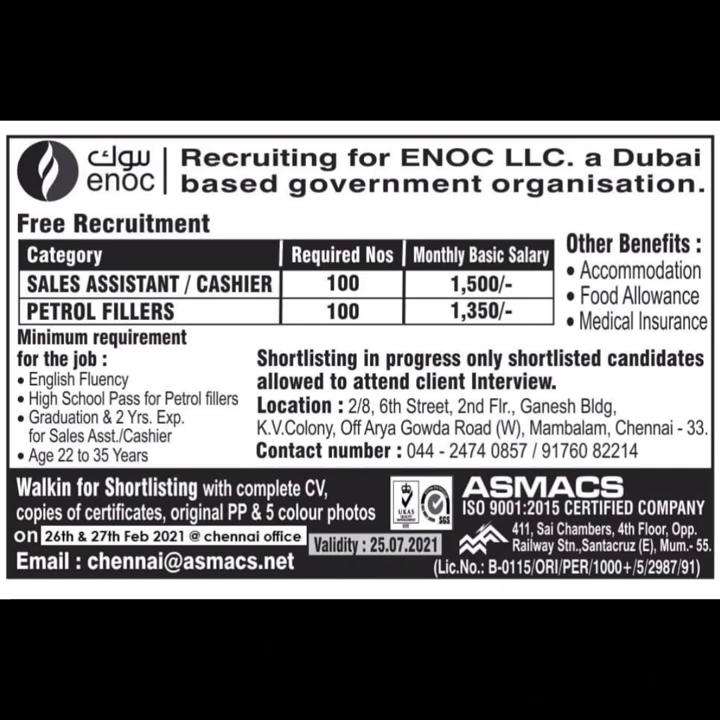 سوك
enoc
Recruiting for ENOC LLC. a Dubai
based government organisation.
Free Recruitment
Category Required Nos Monthly Basic Salary
SALES ASSISTANT / CASHIER 100 1,500/-
PETROL FILLERS 100 1,350/-
Other Benefits :
• Accommodation
• Food Allowance
• Medical Insurance
Minimum requirement
for the job :
• English Fluency
• High School Pass for Petrol fillers
• Graduation & 2 Yrs. Exp.
for Sales Asst./Cashier
• Age 22 to 35 Years
Shortlisting in progress only shortlisted candidates
allowed to attend client Interview.
Location : 2/8, 6th Street, 2nd Flr., Ganesh Bldg,
K.V.Colony, Off Arya Gowda Road (W), Mambalam, Chennai - 33.
Contact number : 044 - 2474 0857 / 91760 82214
Walkin for Shortlisting with complete CV,
copies of certificates, original PP & 5 colour photos
on 26th & 27th Feb 2021 @ chennai office
Validity : 25.07.2021
Email : chennai@asmacs.net
UKAS
SGS
ASMACS
ISO 9001:2015 CERTIFIED COMPANY
411, Sai Chambers, 4th Floor, Opp.
Railway Stn.,Santacruz (E), Mum.- 55.
(Lic.No.: B-0115/ORI/PER/1000+/5/2987/91)